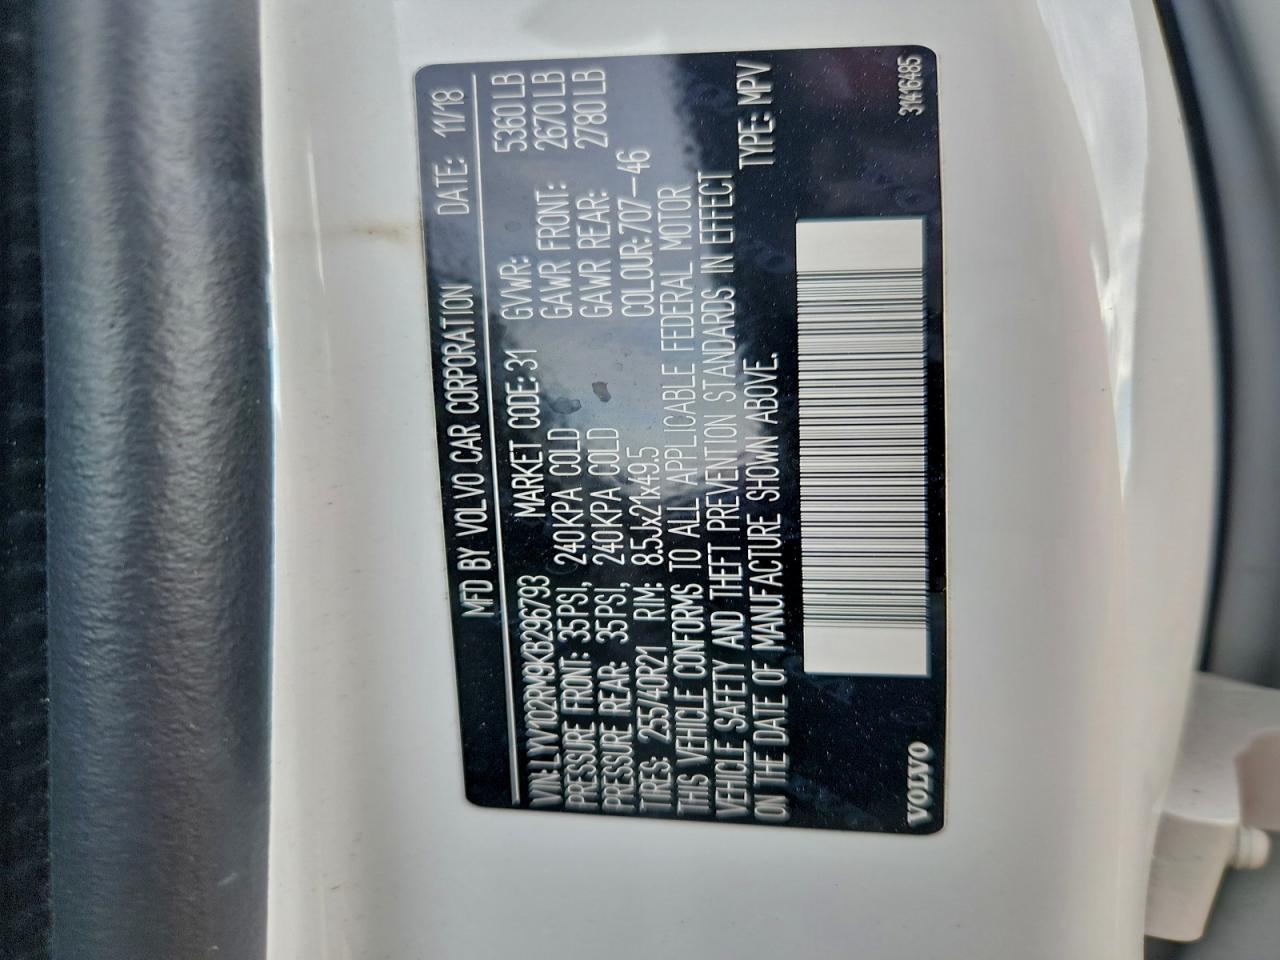 MFD BY VOLVO CAR CORPORATION DATE: 11/18
VIN: LYV102RM9KB296793 MARKET CODE: 31 GVWR: 5360 LB
PRESSURE FRONT: 35PSI, 240KPA COLD GAWR FRONT: 2670 LB
PRESSURE REAR: 35PSI, 240KPA COLD GAWR REAR: 2780 LB
TIRES: 255/40R21 RIM: 8.5Jx21x49.5 COLOUR: 707-46
THIS VEHICLE CONFORMS TO ALL APPLICABLE FEDERAL MOTOR
VEHICLE SAFETY AND THEFT PREVENTION STANDARDS IN EFFECT
ON THE DATE OF MANUFACTURE SHOWN ABOVE. TYPE: MPV
VOLVO 31416485